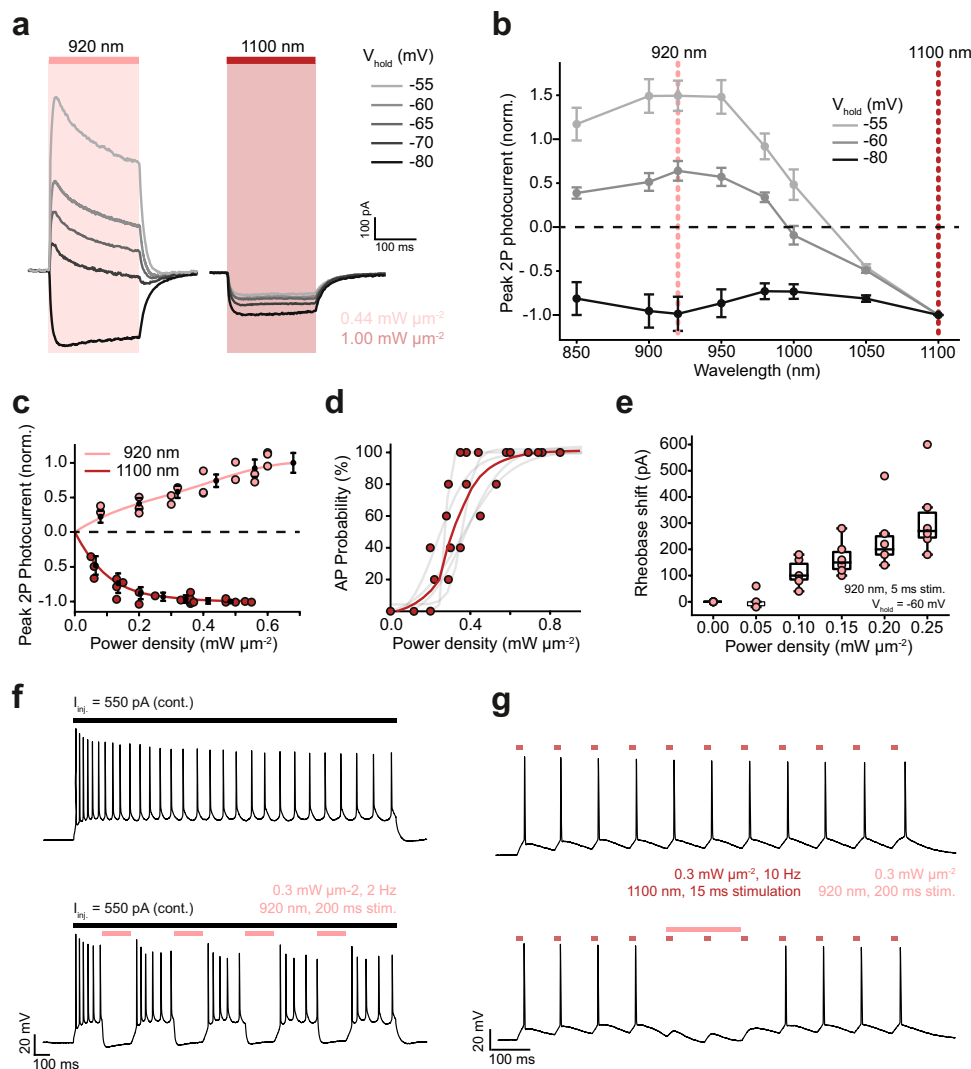 a
920 nm
1100 nm
Vhold (mV)
-55
-60
-65
-70
-80
100 pA
100 ms
0.44 mW µm-2
1.00 mW µm-2
b
920 nm
1100 nm
Peak 2P photocurrent (norm.)
1.5
1.0
0.5
0.0
- 0.5
-1.0
Vhold (mV)
-55
-60
-80
850
900
950
1000
1050
1100
Wavelength (nm)
c
Peak 2P Photocurrent (norm.)
920 nm
1100 nm
1.0
0.5
0
0.5
-1.0
0
0.2
0.4
0.6
Power density (mW µm-2)
d
AP Probability (%)
100
80
60
40
20
0.0
0.4
0.8
Power density (mW µm-2)
e
Rheobase shift (pA)
600
500
400
300
200
100
0
920 nm, 5 ms stim.
Vhold = -60 mV
0.00
0.05
0.10
0.15
0.20
0.25
Power density (mW µm-2)
f
Iinj. = 550 pA (cont.)
0.3 mW µm-2, 2 Hz
920 nm, 200 ms stim.
Iinj. = 550 pA (cont.)
20 mV
100 ms
g
0.3 mW µm-2, 10 Hz
1100 nm, 15 ms stimulation
0.3 mW µm-2
920 nm, 200 ms stim.
20 mV
100 ms